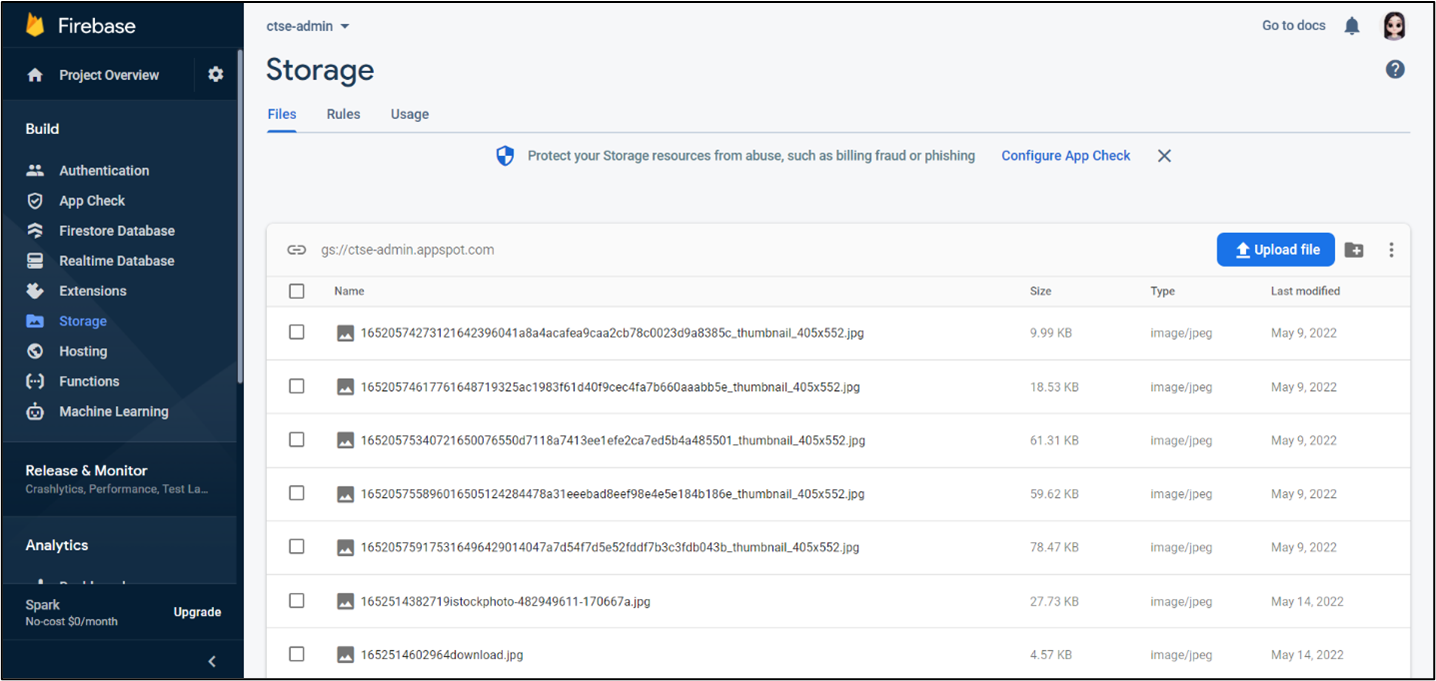 Firebase
ctse-admin
Go to docs
Project Overview
Storage
Files Rules Usage
Build
Protect your Storage resources from abuse, such as billing fraud or phishing Configure App Check
Authentication
App Check
Firestore Database
Realtime Database
Extensions
Storage
Hosting
Functions
Machine Learning
Release & Monitor
Crashlytics, Performance, Test La...
Analytics
Spark
No-cost $0/month
Upgrade
gs://ctse-admin.appspot.com
Upload file
Name Size Type Last modified
16520574273121642396041a8a4acafea9caa2cb78c0023d9a8385c_thumbnail_405x552.jpg 9.99 KB image/jpeg May 9, 2022
16520574617761648719325ac1983f61d40f9cec4fa7b660aaabb5e_thumbnail_405x552.jpg 18.53 KB image/jpeg May 9, 2022
16520575340721650076550d7118a7413ee1efe2ca7ed5b4a485501_thumbnail_405x552.jpg 61.31 KB image/jpeg May 9, 2022
16520575589601650512428​4478a31eeebad8eef98e4e5e184b186e_thumbnail_405x552.jpg 59.62 KB image/jpeg May 9, 2022
165205759175316496429014047a7d54f7d5e52fddf7b3c3fdb043b_thumbnail_405x552.jpg 78.47 KB image/jpeg May 9, 2022
1652514382719istockphoto-482949611-170667a.jpg 27.73 KB image/jpeg May 14, 2022
1652514602964download.jpg 4.57 KB image/jpeg May 14, 2022